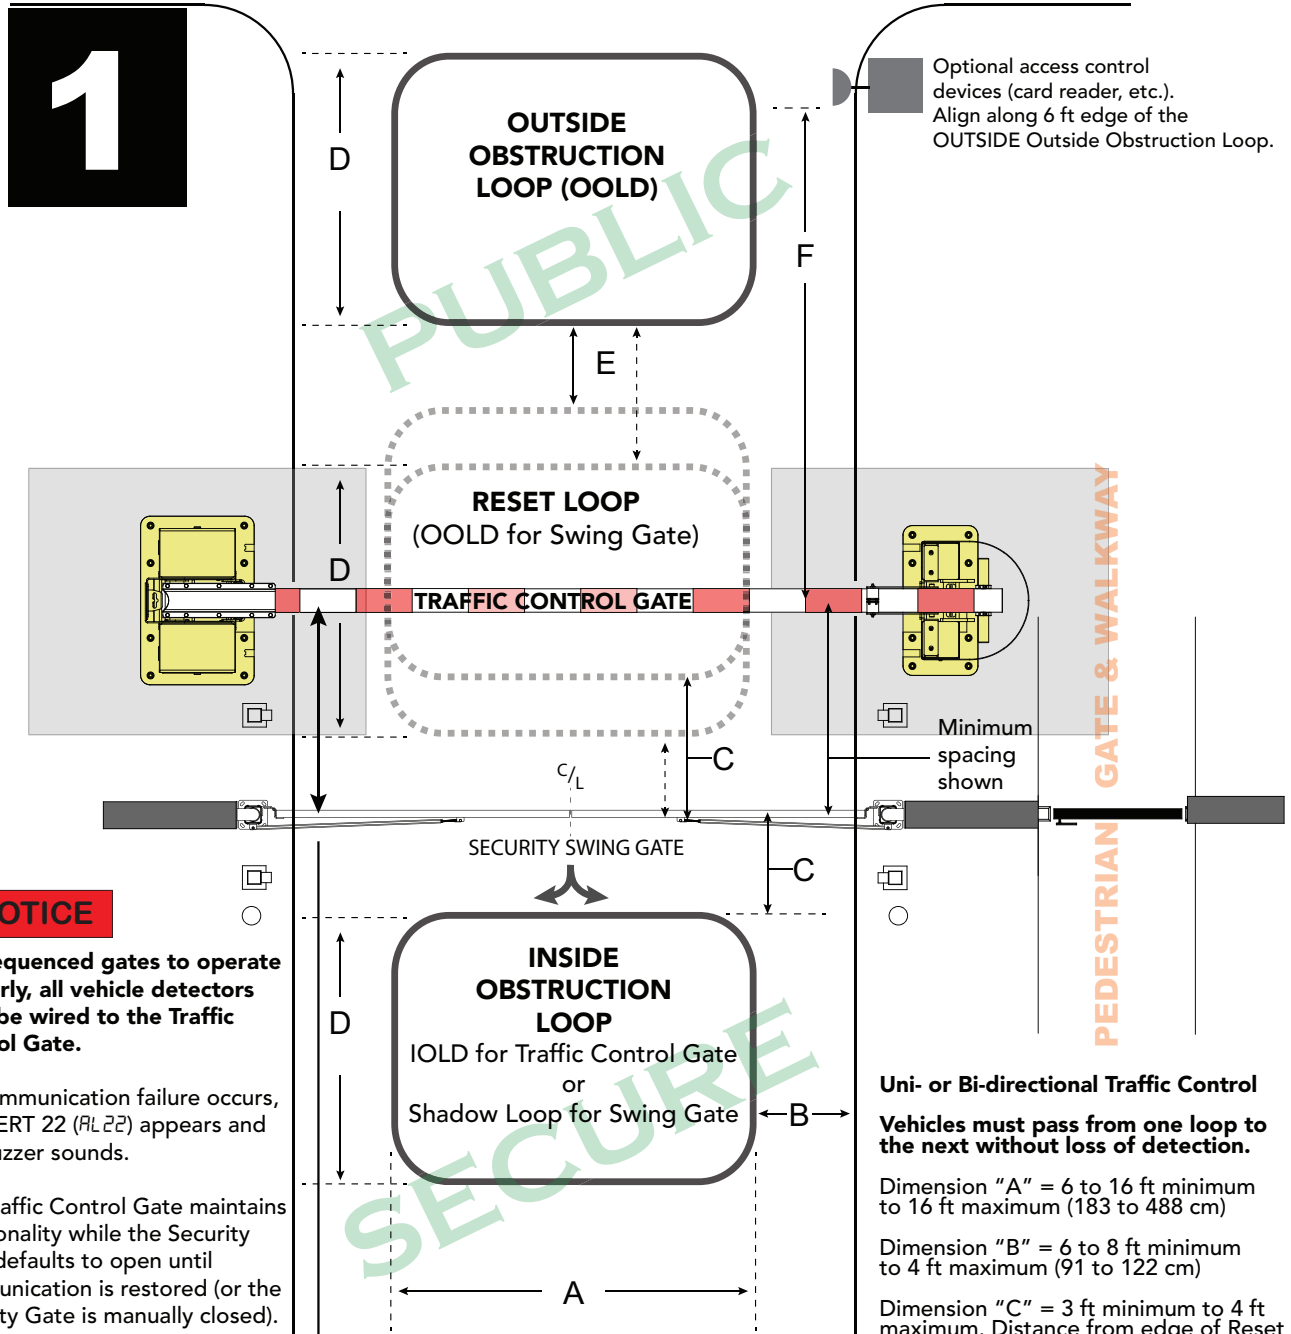 1
Optional access control
devices (card reader, etc.).
Align along 6 ft edge of the
OUTSIDE Outside Obstruction Loop.
D
OUTSIDE
OBSTRUCTION
LOOP (OOLD)
PUBLIC
F
E
RESET LOOP
(OOLD for Swing Gate)
D
TRAFFIC CONTROL GATE
PEDESTRIAN GATE & WALKWAY
Minimum
spacing
shown
C
C/L
SECURITY SWING GATE
C
OTICE
equenced gates to operate
rly, all vehicle detectors
be wired to the Traffic
ol Gate.
mmunication failure occurs,
ERT 22 (AL22) appears and
uzzer sounds.
affic Control Gate maintains
onality while the Security
defaults to open until
unication is restored (or the
ty Gate is manually closed).
D
INSIDE
OBSTRUCTION
LOOP
IOLD for Traffic Control Gate
or
Shadow Loop for Swing Gate
B
SECURE
A
Uni- or Bi-directional Traffic Control
Vehicles must pass from one loop to
the next without loss of detection.
Dimension “A” = 6 to 16 ft minimum
to 16 ft maximum (183 to 488 cm)
Dimension “B” = 6 to 8 ft minimum
to 4 ft maximum (91 to 122 cm)
Dimension “C” = 3 ft minimum to 4 ft
maximum. Distance from edge of Reset